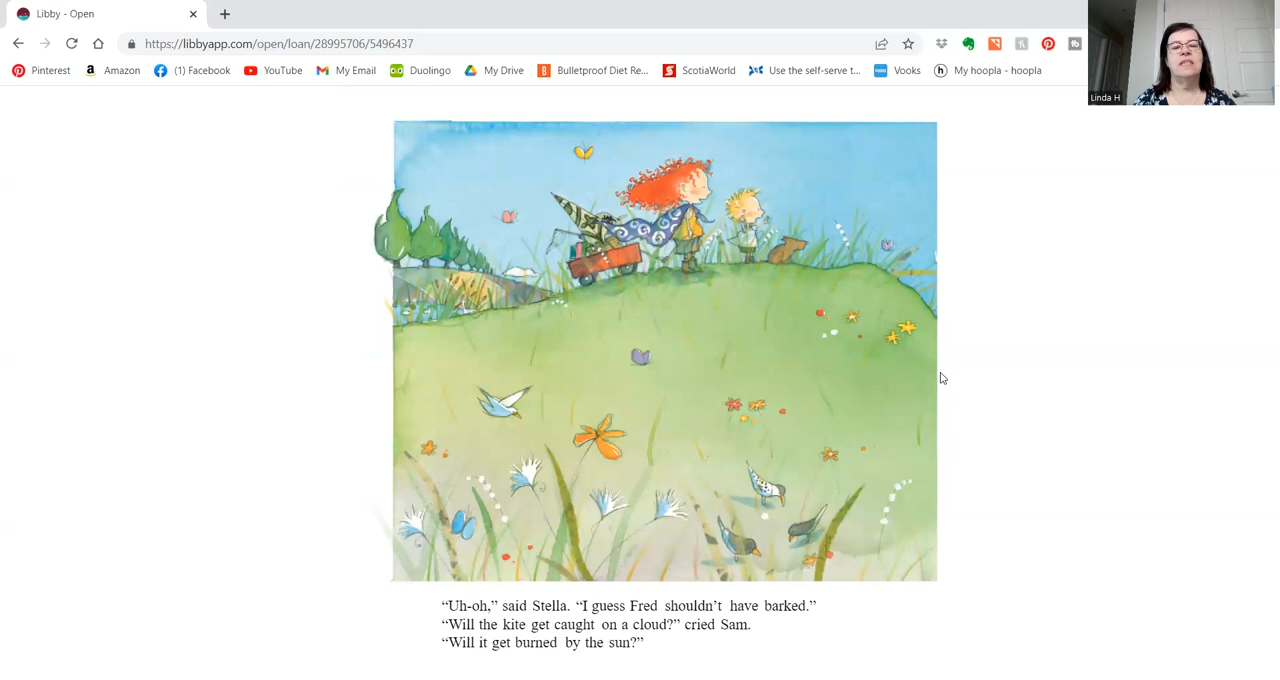 Libby - Open
https://libbyapp.com/open/loan/28995706/5496437
Pinterest Amazon (1) Facebook YouTube My Email Duolingo My Drive Bulletproof Diet Re... ScotiaWorld Use the self-serve t... Vooks My hoopla - hoopla
Linda H
“Uh-oh,” said Stella. “I guess Fred shouldn’t have barked.”
“Will the kite get caught on a cloud?” cried Sam.
“Will it get burned by the sun?”